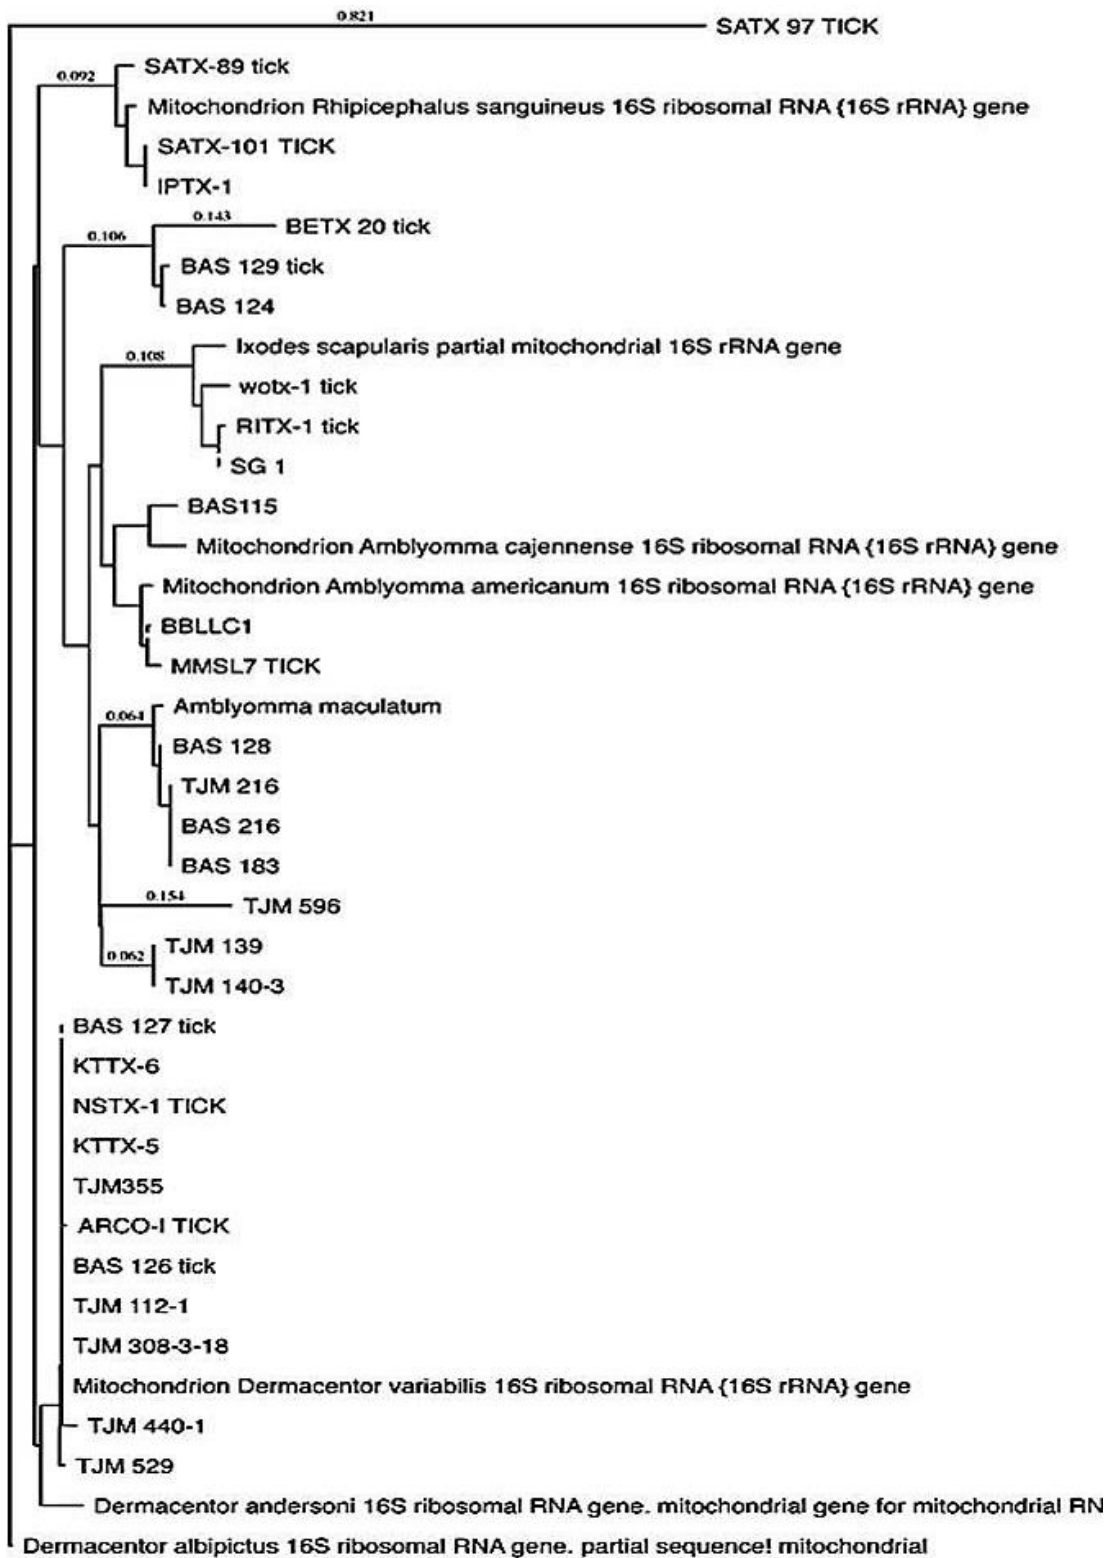 0.821
SATX 97 TICK
SATX-89 tick
0.092
Mitochondrion Rhipicephalus sanguineus 16S ribosomal RNA {16S rRNA} gene
SATX-101 TICK
IPTX-1
0.143
BETX 20 tick
0.106
BAS 129 tick
BAS 124
Ixodes scapularis partial mitochondrial 16S rRNA gene
0.108
wotx-1 tick
RITX-1 tick
SG 1
BAS115
Mitochondrion Amblyomma cajennense 16S ribosomal RNA {16S rRNA} gene
Mitochondrion Amblyomma americanum 16S ribosomal RNA {16S rRNA} gene
BBLLC1
MMSL7 TICK
Amblyomma maculatum
0.064
BAS 128
TJM 216
BAS 216
BAS 183
0.154
TJM 596
TJM 139
0.062
TJM 140-3
BAS 127 tick
KTTX-6
NSTX-1 TICK
KTTX-5
TJM355
ARCO-I TICK
BAS 126 tick
TJM 112-1
TJM 308-3-18
Mitochondrion Dermacentor variabilis 16S ribosomal RNA {16S rRNA} gene
TJM 440-1
TJM 529
Dermacentor andersoni 16S ribosomal RNA gene. mitochondrial gene for mitochondrial RN
Dermacentor albipictus 16S ribosomal RNA gene. partial sequence! mitochondrial